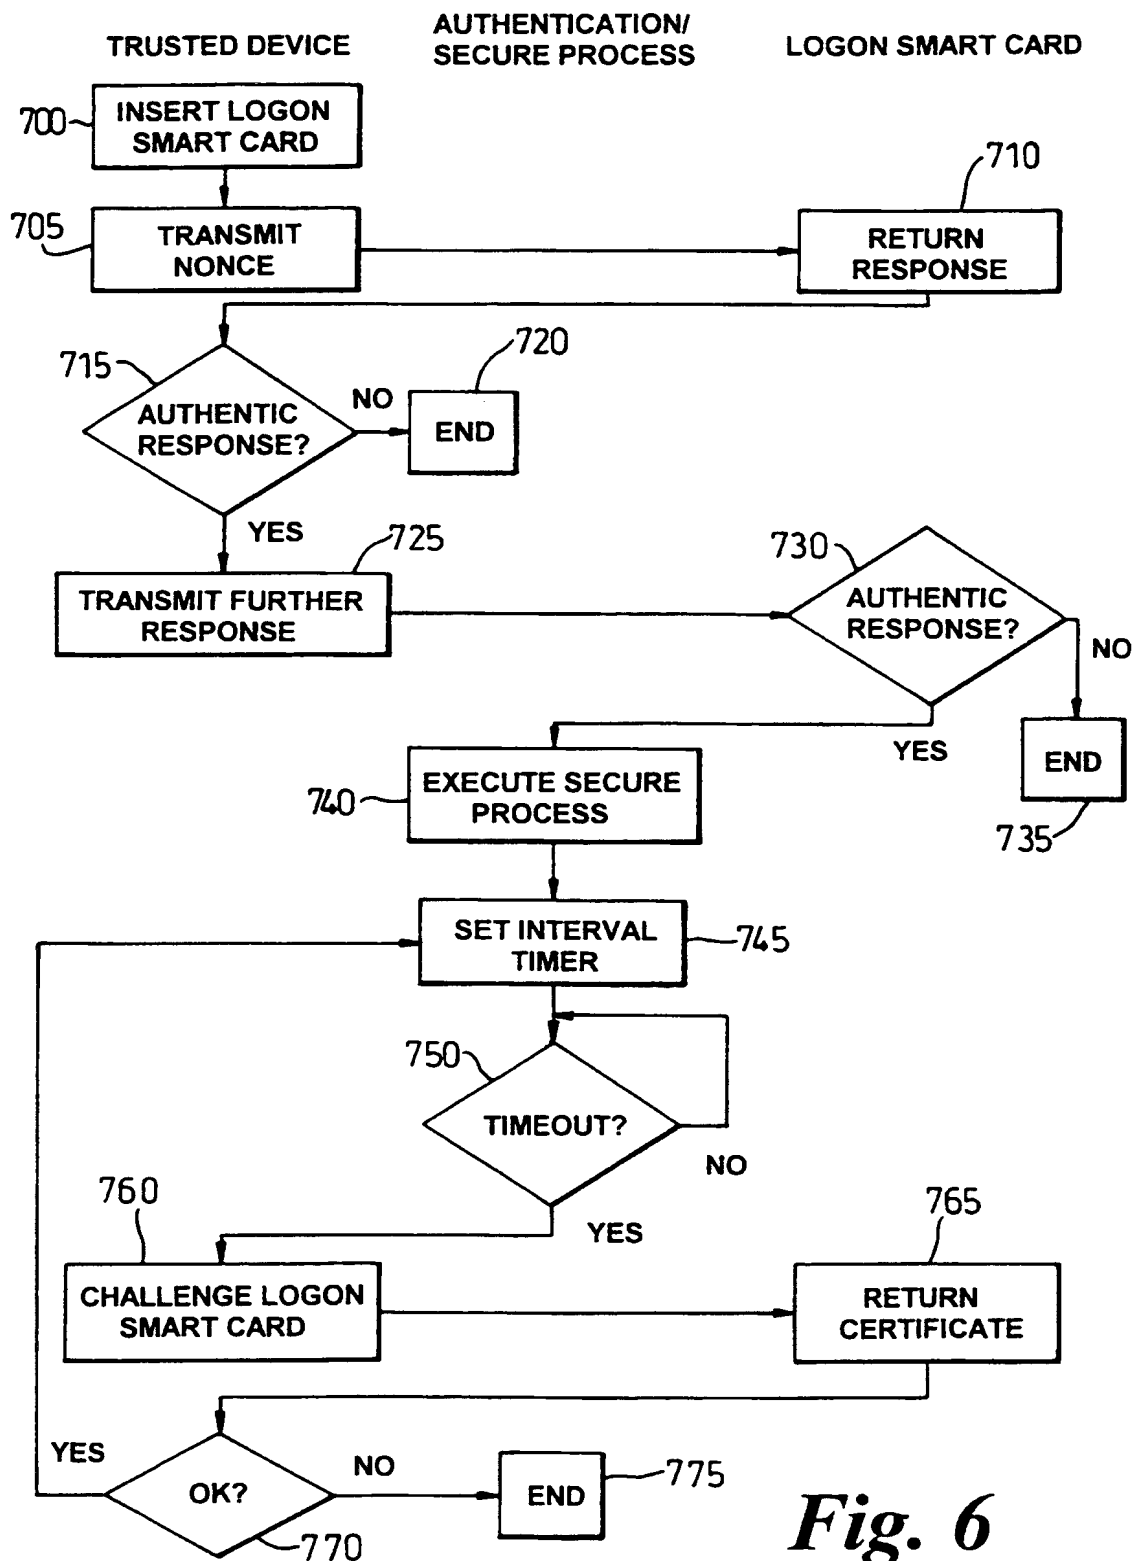 TRUSTED DEVICE
AUTHENTICATION/
SECURE PROCESS
LOGON SMART CARD
700
INSERT LOGON
SMART CARD
705
TRANSMIT
NONCE
710
RETURN
RESPONSE
715
AUTHENTIC
RESPONSE?
NO
720
END
YES
725
TRANSMIT FURTHER
RESPONSE
730
AUTHENTIC
RESPONSE?
NO
YES
END
735
740
EXECUTE SECURE
PROCESS
SET INTERVAL
TIMER
745
750
TIMEOUT?
NO
YES
760
CHALLENGE LOGON
SMART CARD
765
RETURN
CERTIFICATE
YES
OK?
770
NO
END
775
Fig. 6